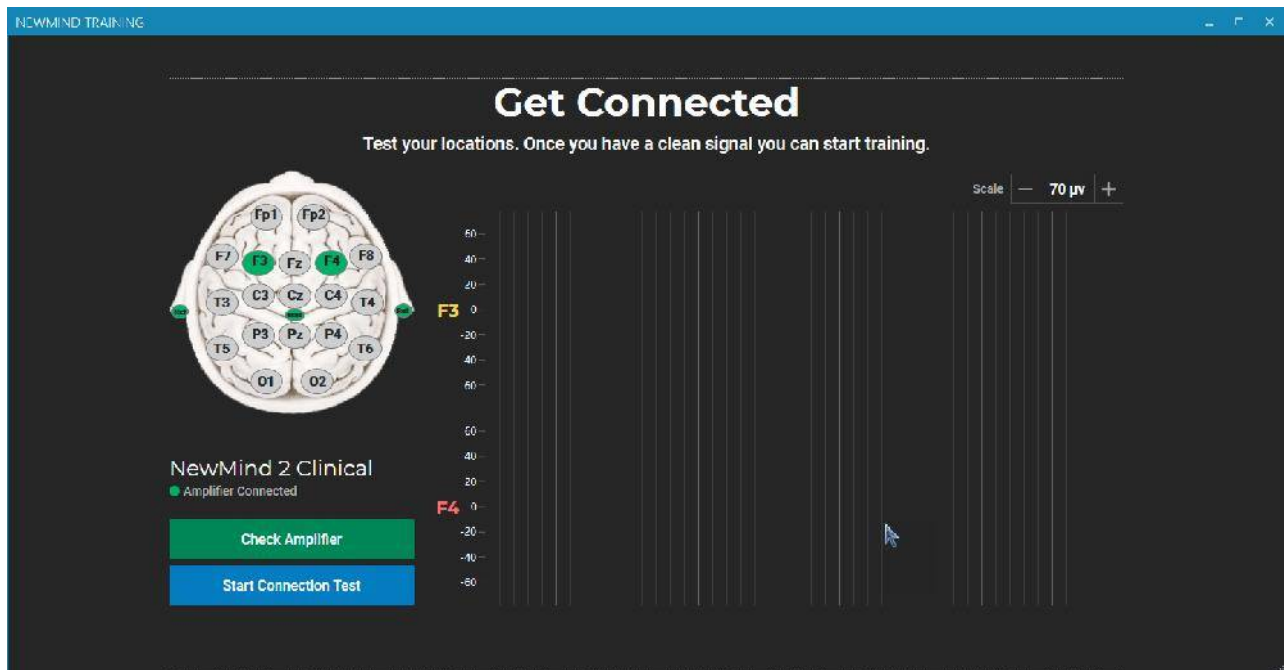 NEWMIND TRAINING
Get Connected
Test your locations. Once you have a clean signal you can start training.
Scale — 70 µv +
Fp1 Fp2
F7 F3 Fz F4 F8
T3 C3 Cz C4 T4
T5 P3 Pz P4 T6
O1 O2
60
40
20
F3 0
-20
40
60
60
40
20
F4 0
-20
-40
-60
NewMind 2 Clinical
Amplifier Connected
Check Amplifier
Start Connection Test